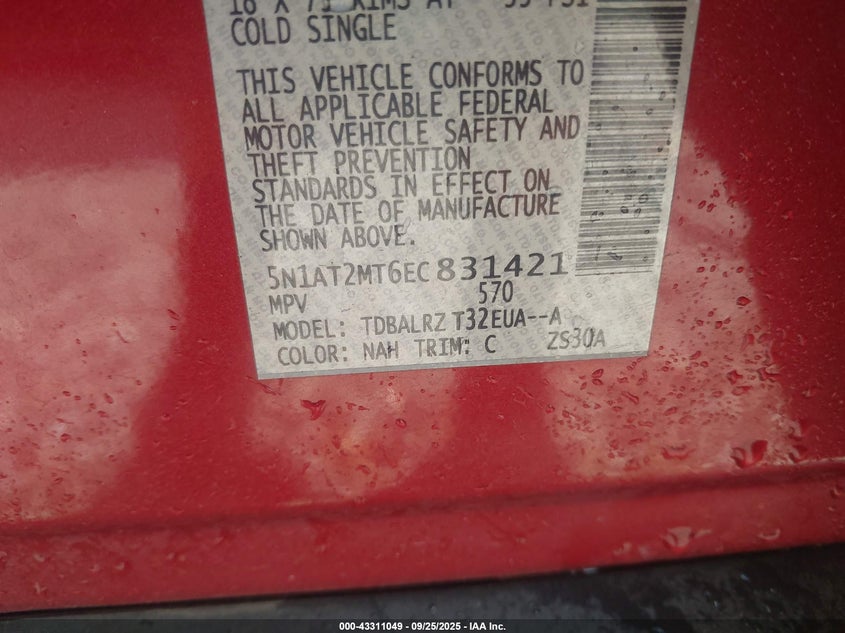 COLD SINGLE
THIS VEHICLE CONFORMS TO
ALL APPLICABLE FEDERAL
MOTOR VEHICLE SAFETY AND
THEFT PREVENTION
STANDARDS IN EFFECT ON
THE DATE OF MANUFACTURE
SHOWN ABOVE.
5N1AT2MT6EC831421
MPV 570
MODEL: TDBALRZ T32EUA--A
COLOR: NAH TRIM: C ZS30A
000-43311049 - 09/25/2025 - IAA Inc.